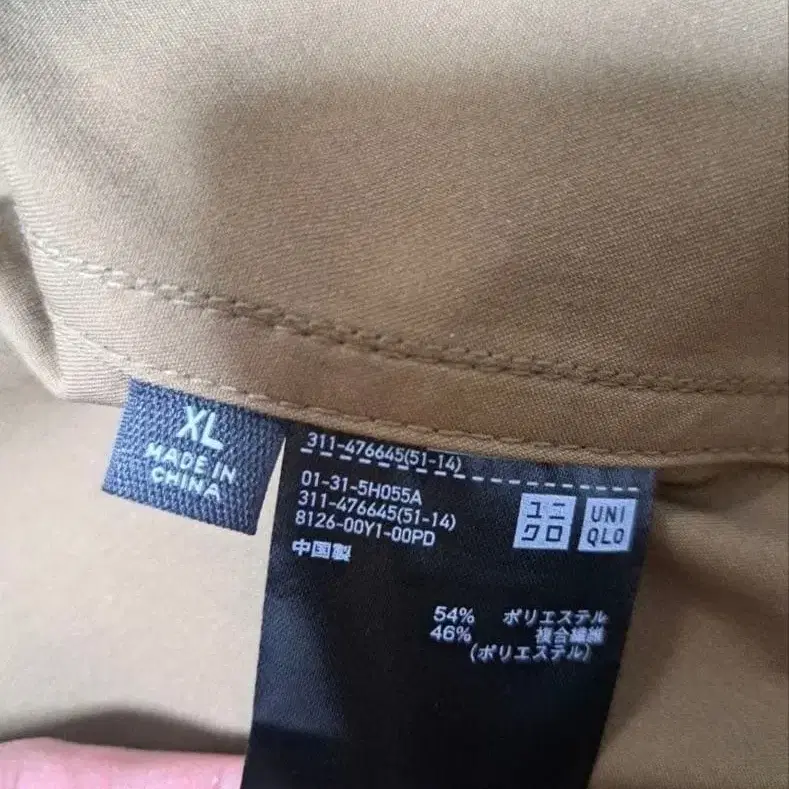 XL
MADE IN
CHINA
311-476645(51-14)
01-31-5H055A
311-476645(51-14)
8126-00Y1-00PD
中国製
ユニ
クロ
UNI
QLO
54% ポリエステル
46% 複合繊維
(ポリエステル)